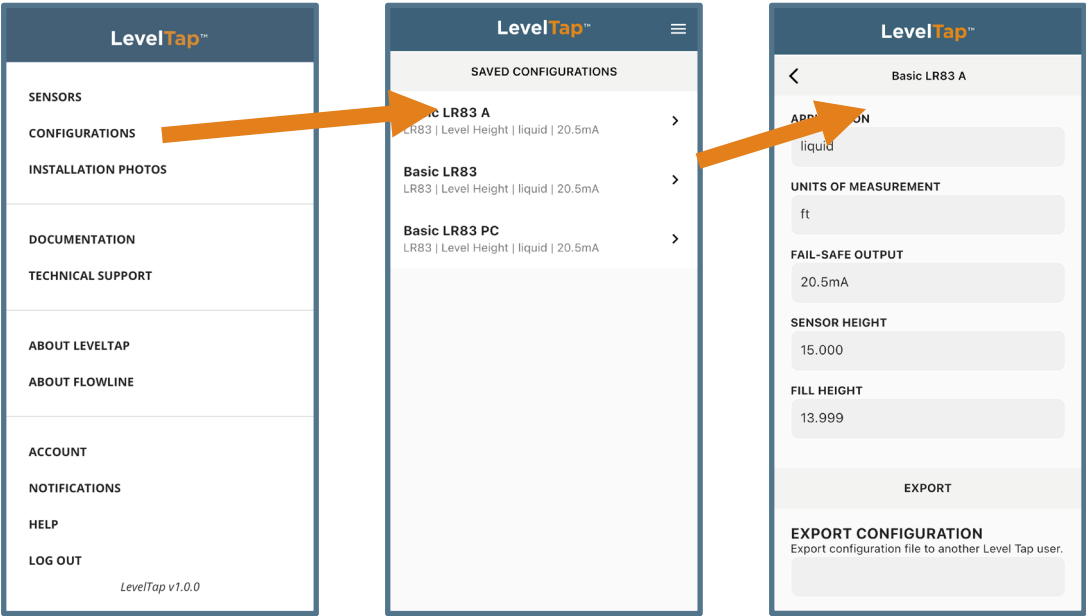 LevelTap™
SENSORS
CONFIGURATIONS
INSTALLATION PHOTOS
DOCUMENTATION
TECHNICAL SUPPORT
ABOUT LEVELTAP
ABOUT FLOWLINE
ACCOUNT
NOTIFICATIONS
HELP
LOG OUT
LevelTap v1.0.0
LevelTap™
SAVED CONFIGURATIONS
LR83 A
LR83 | Level Height | liquid | 20.5mA
Basic LR83
LR83 | Level Height | liquid | 20.5mA
Basic LR83 PC
LR83 | Level Height | liquid | 20.5mA
LevelTap™
Basic LR83 A
liquid
UNITS OF MEASUREMENT
ft
FAIL-SAFE OUTPUT
20.5mA
SENSOR HEIGHT
15.000
FILL HEIGHT
13.999
EXPORT
EXPORT CONFIGURATION
Export configuration file to another Level Tap user.